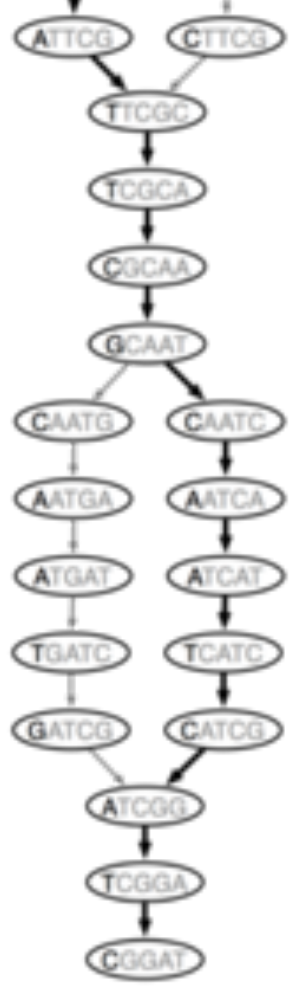 ATTCG CTTCG
TTCGC
TCGCA
CGCAA
GCAAT
CAATG CAATC
AATGA AATCA
ATGAT ATCAT
TGATC TCATC
GATCG CATCG
ATCGG
TCGGA
CGGAT